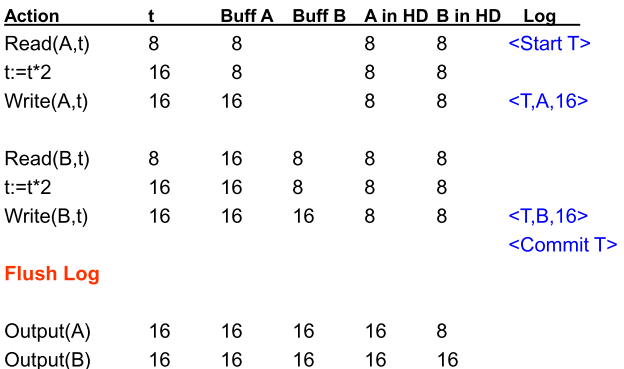 Action t Buff A Buff B A in HD B in HD Log
Read(A,t) 8 8 8 8 <Start T>
t:=t*2 16 8 8 8
Write(A,t) 16 16 8 8 <T,A,16>
Read(B,t) 8 16 8 8 8
t:=t*2 16 16 8 8 8
Write(B,t) 16 16 16 8 8 <T,B,16>
<Commit T>
Flush Log
Output(A) 16 16 16 16 8
Output(B) 16 16 16 16 16